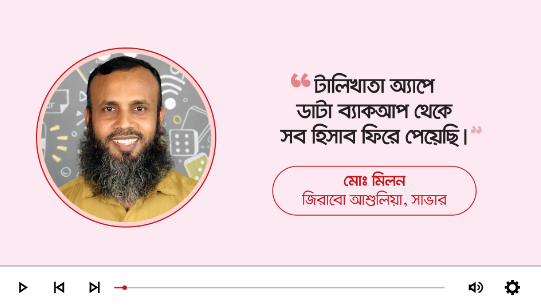 “টালিখাতা অ্যাপে
ডাটা ব্যাকআপ থেকে
সব হিসাব ফিরে পেয়েছি।”
মোঃ মিলন
জিরাবো আশুলিয়া, সাভার